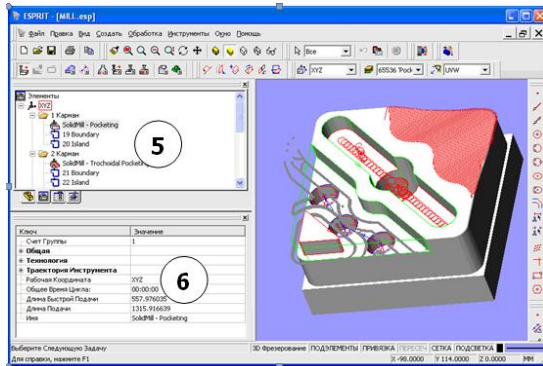 ESPRIT - [MILL.esp]
Файл Правка Вид Создать Обработка Инструменты Окно Помощь
Все
XYZ
65536 'Pock
UVW
Элементы
XYZ
1 Карман
SolidMill - Pocketing
19 Boundary
20 Island
2 Карман
SolidMill - Trochoidal Pocketing
21 Boundary
22 Island
5
Ключ Значение
Счет Группы 1
Общая
Технология
Траектория Инструмента
Рабочая Координата XYZ
Общее Время Цикла: 00:00:00
Длина Быстрой Подачи 557.976035
Длина Подачи 1315.916639
Имя SolidMill - Pocketing
6
Выберите Следующую Задачу
3D Фрезерование ПОДЭЛЕМЕНТЫ ПРИВЯЗКА ПЕРЕСЕЧ СЕТКА ПОДСВЕТКА
Для справки, нажмите F1
X -98.0000 Y 114.0000 Z 0.0000 MM